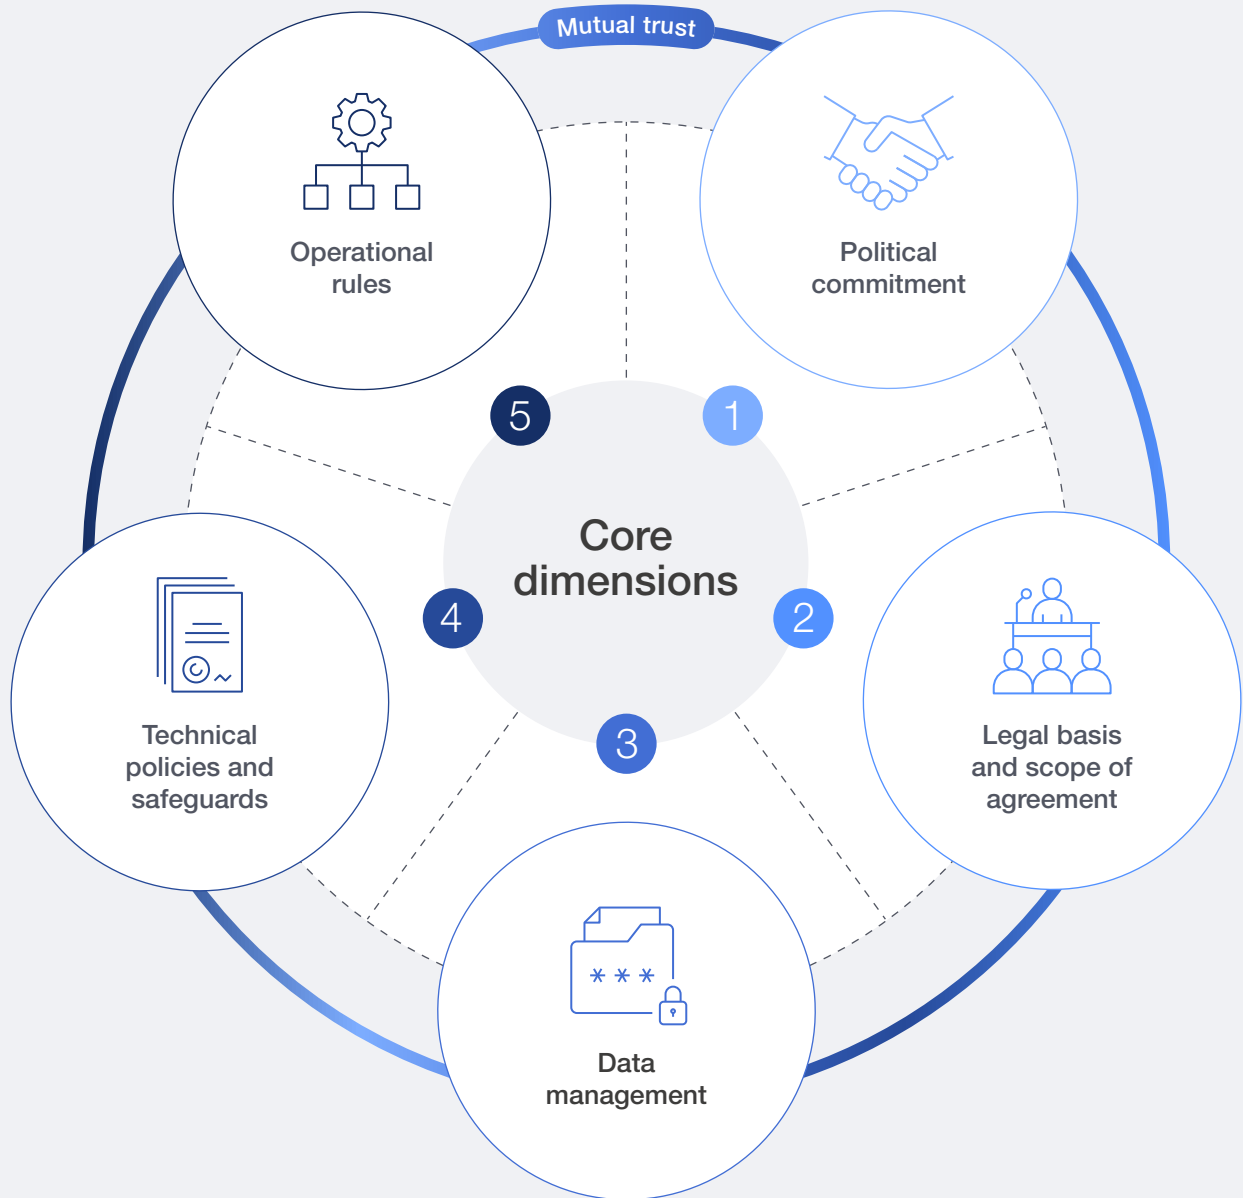 Mutual trust
Operational
rules
Political
commitment
5
1
Core
dimensions
4
2
3
Technical
policies and
safeguards
Legal basis
and scope of
agreement
***
Data
management